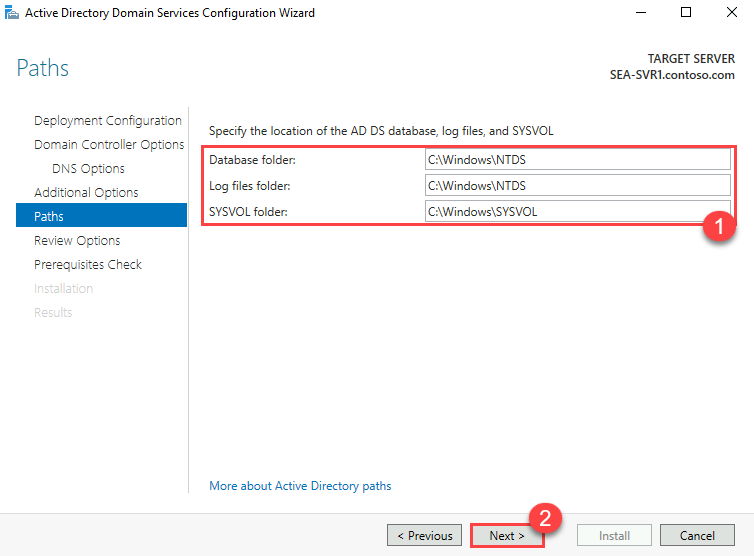 Active Directory Domain Services Configuration Wizard
Paths
TARGET SERVER
SEA-SVR1.contoso.com
Deployment Configuration
Domain Controller Options
DNS Options
Additional Options
Paths
Review Options
Prerequisites Check
Installation
Results
Specify the location of the AD DS database, log files, and SYSVOL
Database folder: C:\Windows\NTDS
Log files folder: C:\Windows\NTDS
SYSVOL folder: C:\Windows\SYSVOL
1
More about Active Directory paths
2
< Previous Next > Install Cancel